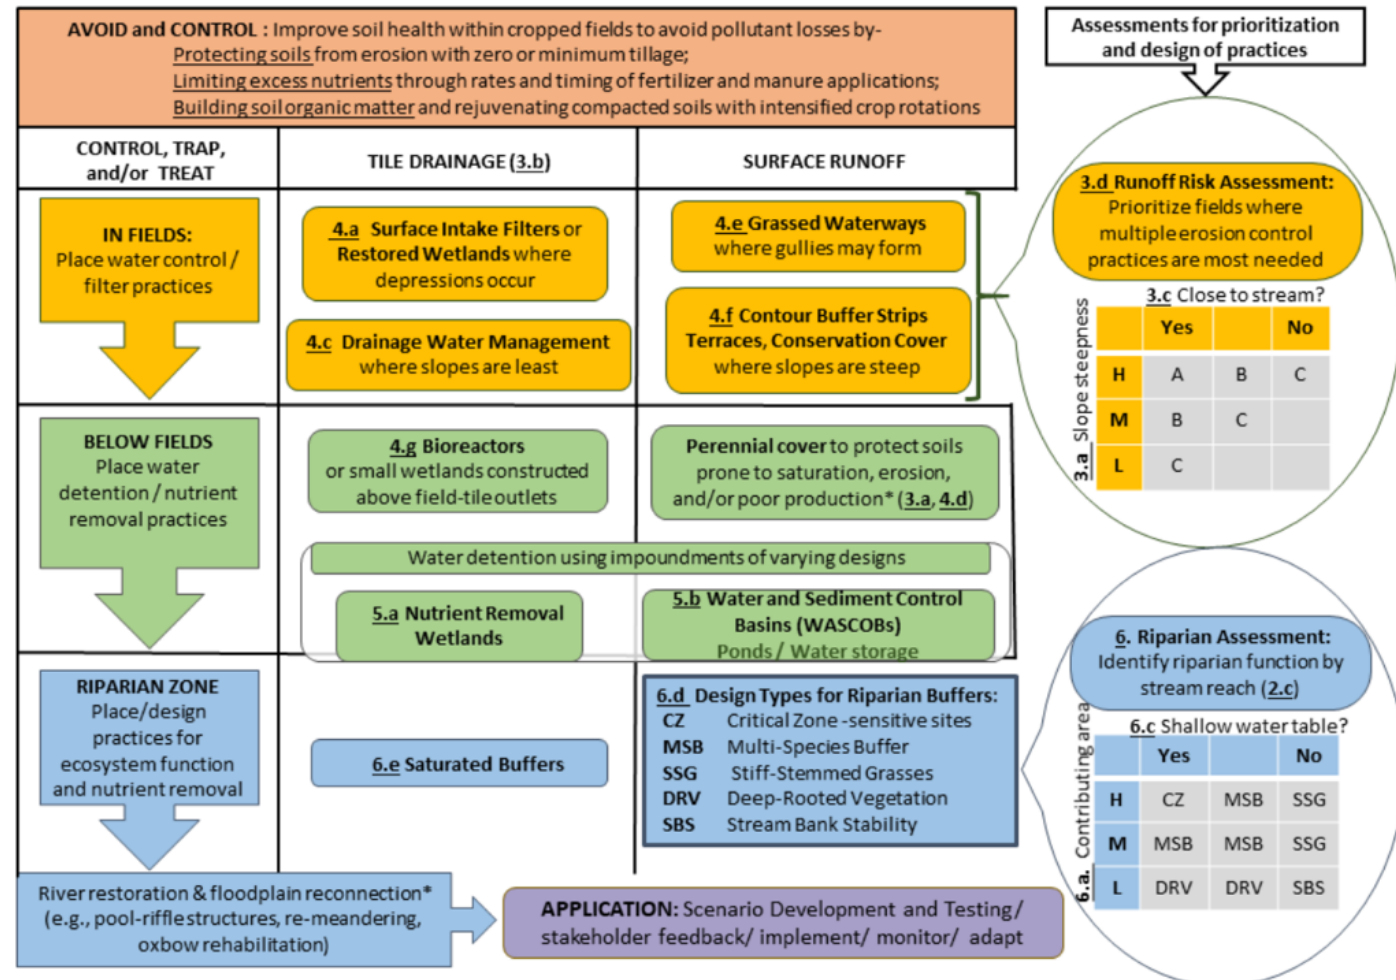 AVOID and CONTROL : Improve soil health within cropped fields to avoid pollutant losses by-
Protecting soils from erosion with zero or minimum tillage;
Limiting excess nutrients through rates and timing of fertilizer and manure applications;
Building soil organic matter and rejuvenating compacted soils with intensified crop rotations
CONTROL, TRAP,
and/or TREAT
TILE DRAINAGE (3.b)
SURFACE RUNOFF
IN FIELDS:
Place water control /
filter practices
4.a Surface Intake Filters or
Restored Wetlands where
depressions occur
4.c Drainage Water Management
where slopes are least
4.e Grassed Waterways
where gullies may form
4.f Contour Buffer Strips
Terraces, Conservation Cover
where slopes are steep
BELOW FIELDS
Place water
detention / nutrient
removal practices
4.g Bioreactors
or small wetlands constructed
above field-tile outlets
Perennial cover to protect soils
prone to saturation, erosion,
and/or poor production* (3.a, 4.d)
Water detention using impoundments of varying designs
5.a Nutrient Removal
Wetlands
5.b Water and Sediment Control
Basins (WASCOBs)
Ponds / Water storage
RIPARIAN ZONE
Place/design
practices for
ecosystem function
and nutrient removal
6.e Saturated Buffers
6.d Design Types for Riparian Buffers:
CZ Critical Zone -sensitive sites
MSB Multi-Species Buffer
SSG Stiff-Stemmed Grasses
DRV Deep-Rooted Vegetation
SBS Stream Bank Stability
River restoration & floodplain reconnection*
(e.g., pool-riffle structures, re-meandering,
oxbow rehabilitation)
APPLICATION: Scenario Development and Testing/
stakeholder feedback/ implement/ monitor/ adapt
Assessments for prioritization
and design of practices
3.d Runoff Risk Assessment:
Prioritize fields where
multiple erosion control
practices are most needed
3.c Close to stream?
3.a Slope steepness
Yes No
H A B C
M B C
L C
6. Riparian Assessment:
Identify riparian function by
stream reach (2.c)
6.c Shallow water table?
6.a. Contributing area
Yes No
H CZ MSB SSG
M MSB MSB SSG
L DRV DRV SBS